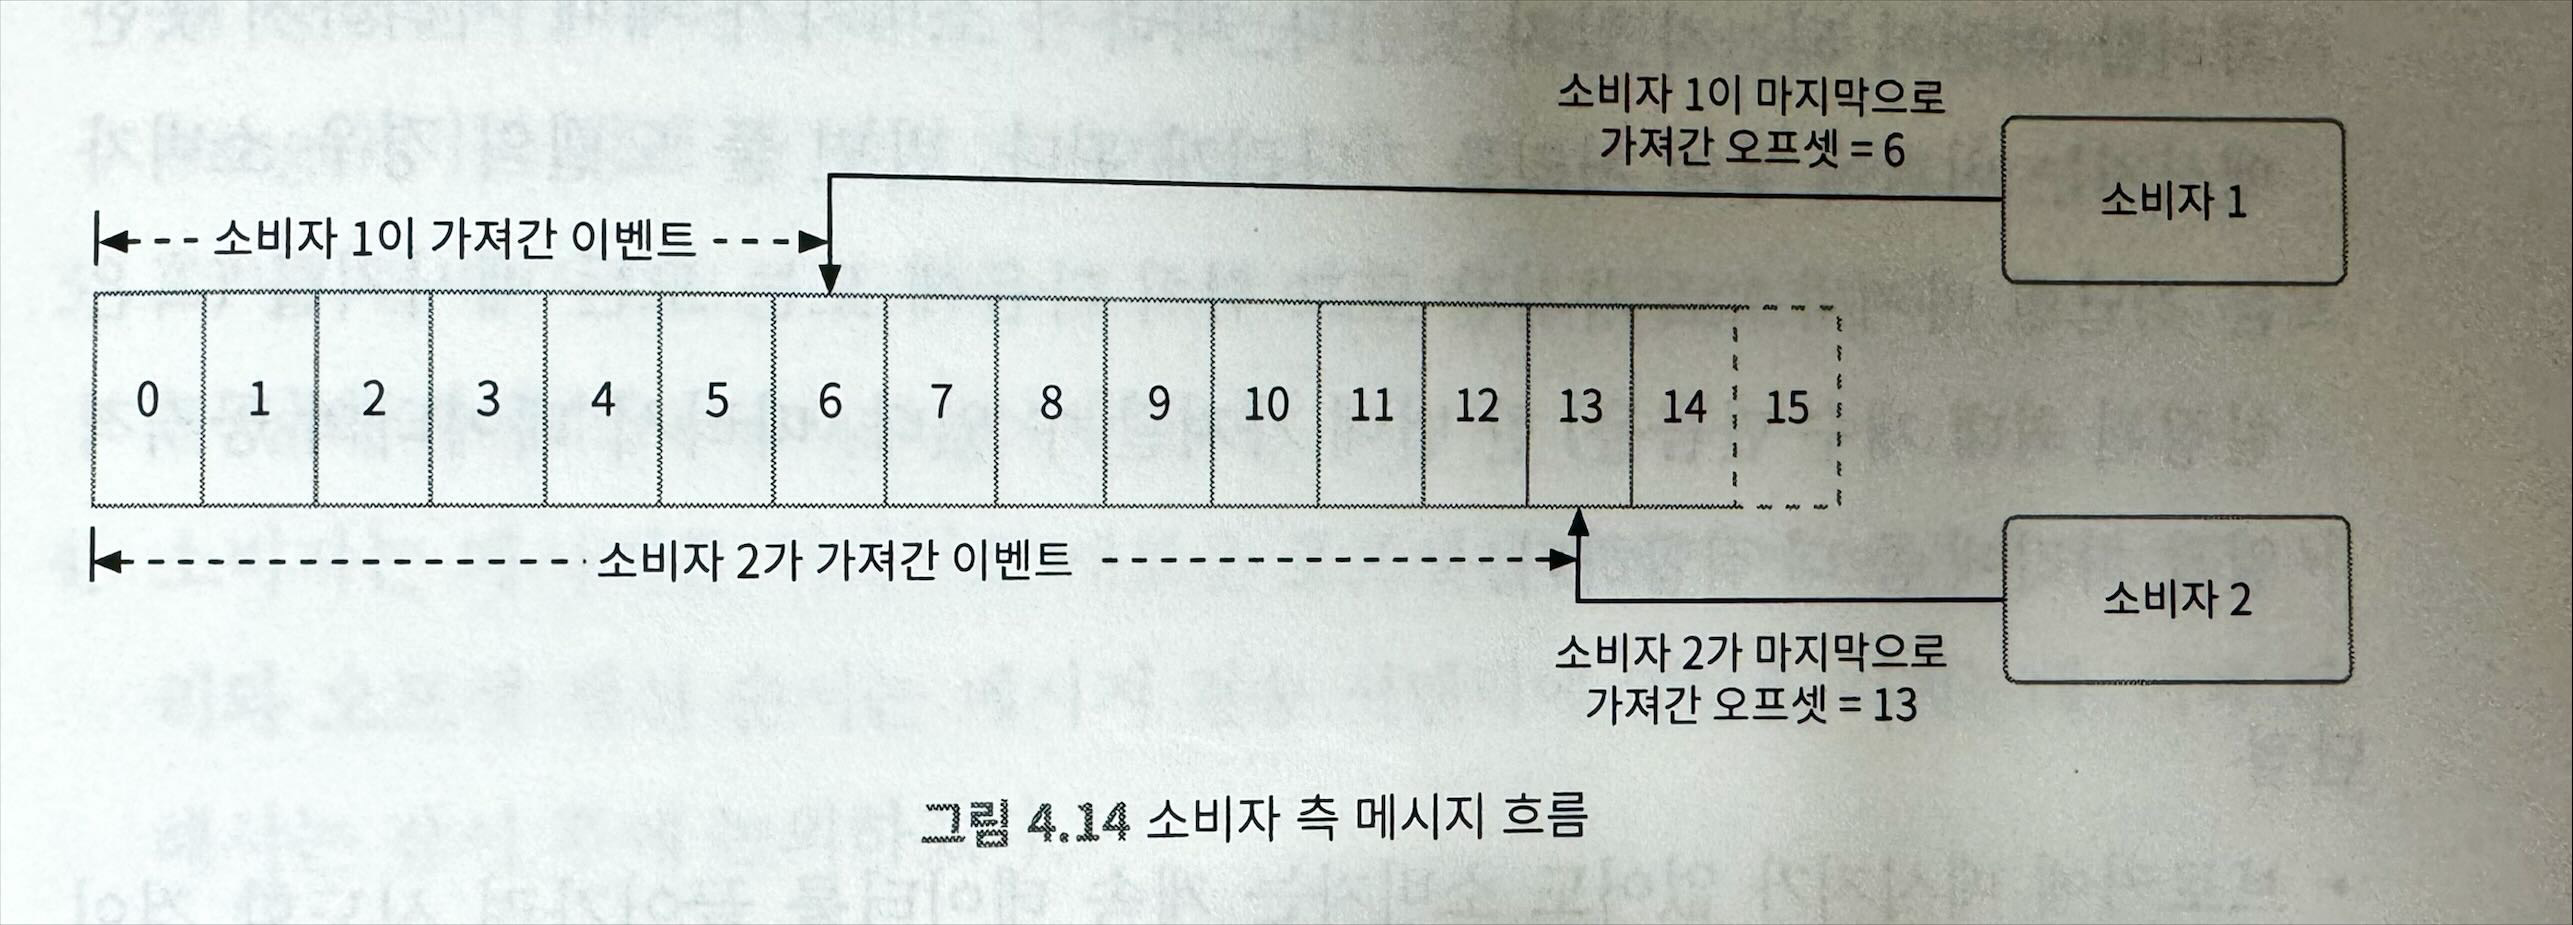 소비자 1이 마지막으로
가져간 오프셋 = 6
소비자 1
소비자 1이 가져간 이벤트
0 1 2 3 4 5 6 7 8 9 10 11 12 13 14 15
소비자 2가 가져간 이벤트
소비자 2
소비자 2가 마지막으로
가져간 오프셋 = 13
그림 4.14 소비자 측 메시지 흐름